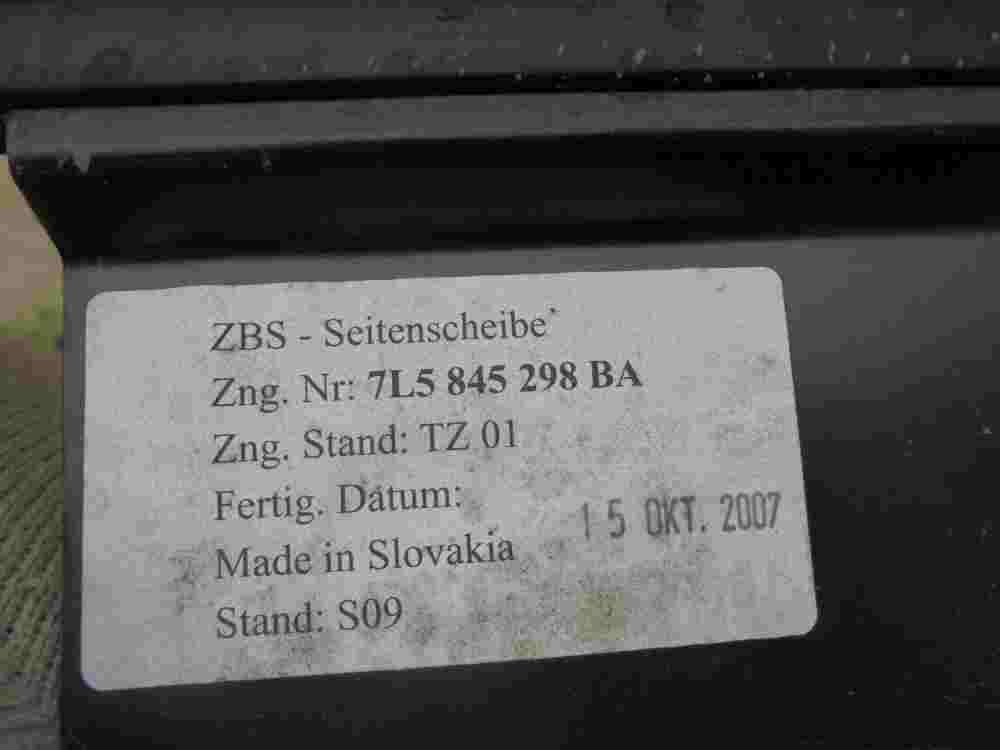 ZBS - Seitenscheibe
Zng. Nr: 7L5 845 298 BA
Zng. Stand: TZ 01
Fertig. Datum: 15 OKT. 2007
Made in Slovakia
Stand: S09